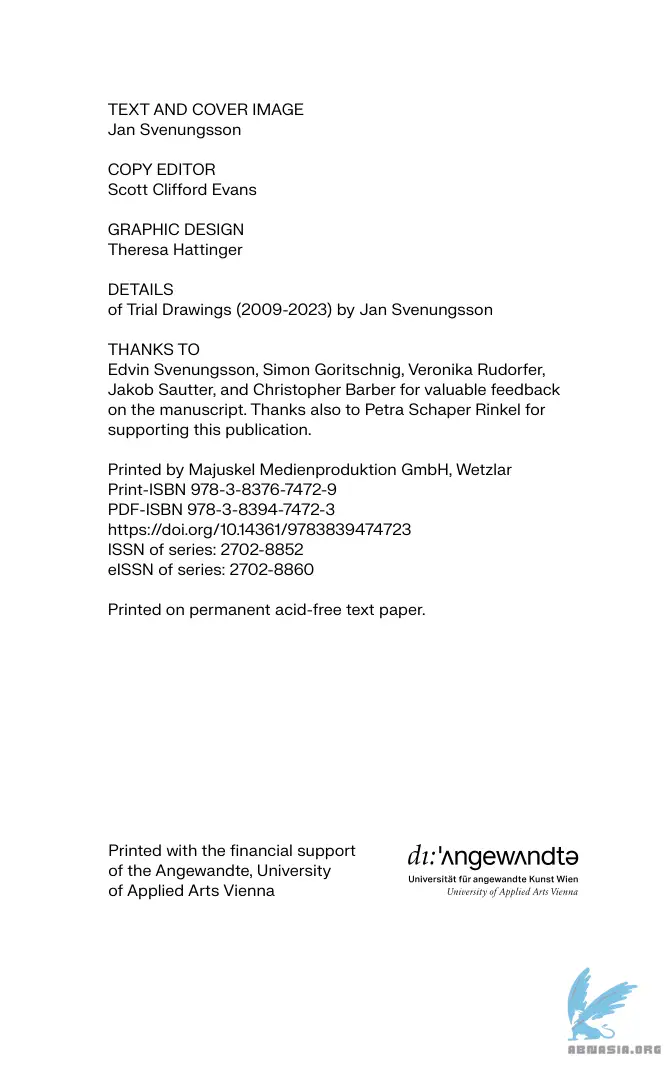 TEXT AND COVER IMAGE
Jan Svenungsson
COPY EDITOR
Scott Clifford Evans
GRAPHIC DESIGN
Theresa Hattinger
DETAILS
of Trial Drawings (2009-2023) by Jan Svenungsson
THANKS TO
Edvin Svenungsson, Simon Goritschnig, Veronika Rudorfer,
Jakob Sautter, and Christopher Barber for valuable feedback
on the manuscript. Thanks also to Petra Schaper Rinkel for
supporting this publication.
Printed by Majuskel Medienproduktion GmbH, Wetzlar
Print-ISBN 978-3-8376-7472-9
PDF-ISBN 978-3-8394-7472-3
https://doi.org/10.14361/9783839474723
ISSN of series: 2702-8852
eISSN of series: 2702-8860
Printed on permanent acid-free text paper.
Printed with the financial support
of the Angewandte, University
of Applied Arts Vienna
dı:ˈʌngewʌndtə
Universität für angewandte Kunst Wien
University of Applied Arts Vienna
ABNASIA.ORG